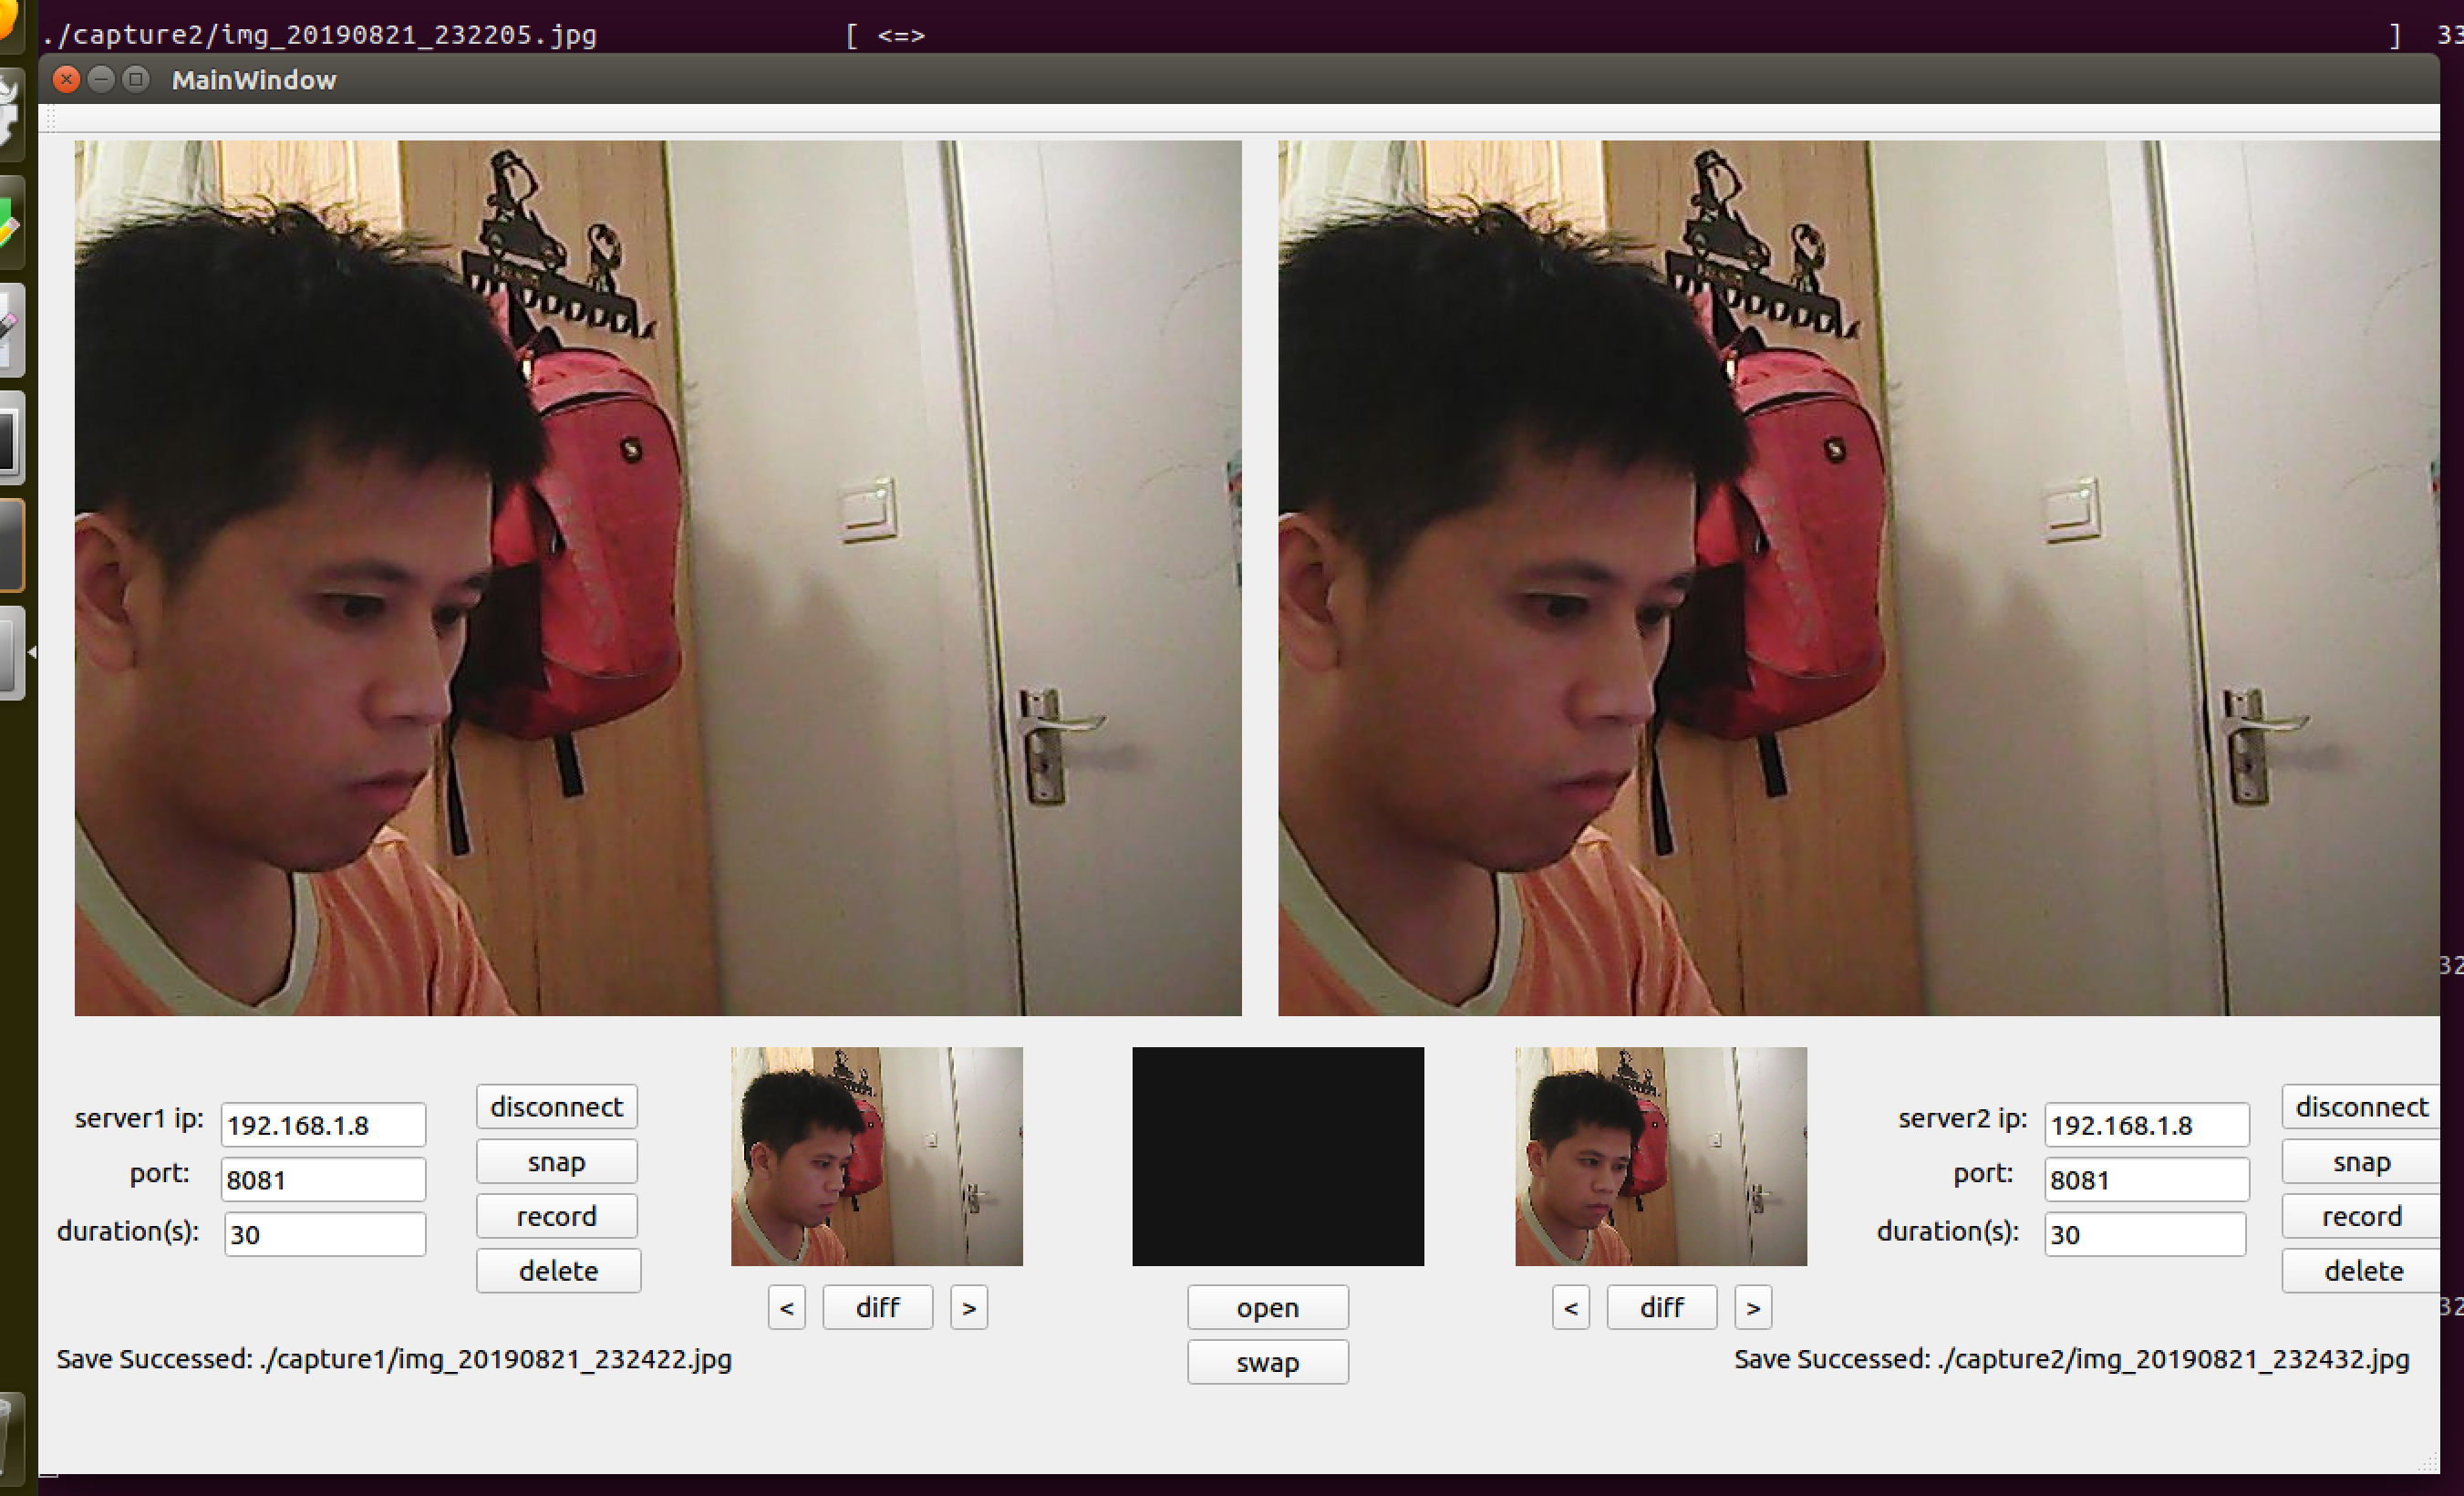 ./capture2/img_20190821_232205.jpg [ <=> ] 33
MainWindow
32
server1 ip: 192.168.1.8 disconnect
port: 8081 snap
duration(s): 30 record
delete
< diff >
open
swap
< diff >
server2 ip: 192.168.1.8 disconnect
port: 8081 snap
duration(s): 30 record
delete
32
Save Successed: ./capture1/img_20190821_232422.jpg
Save Successed: ./capture2/img_20190821_232432.jpg